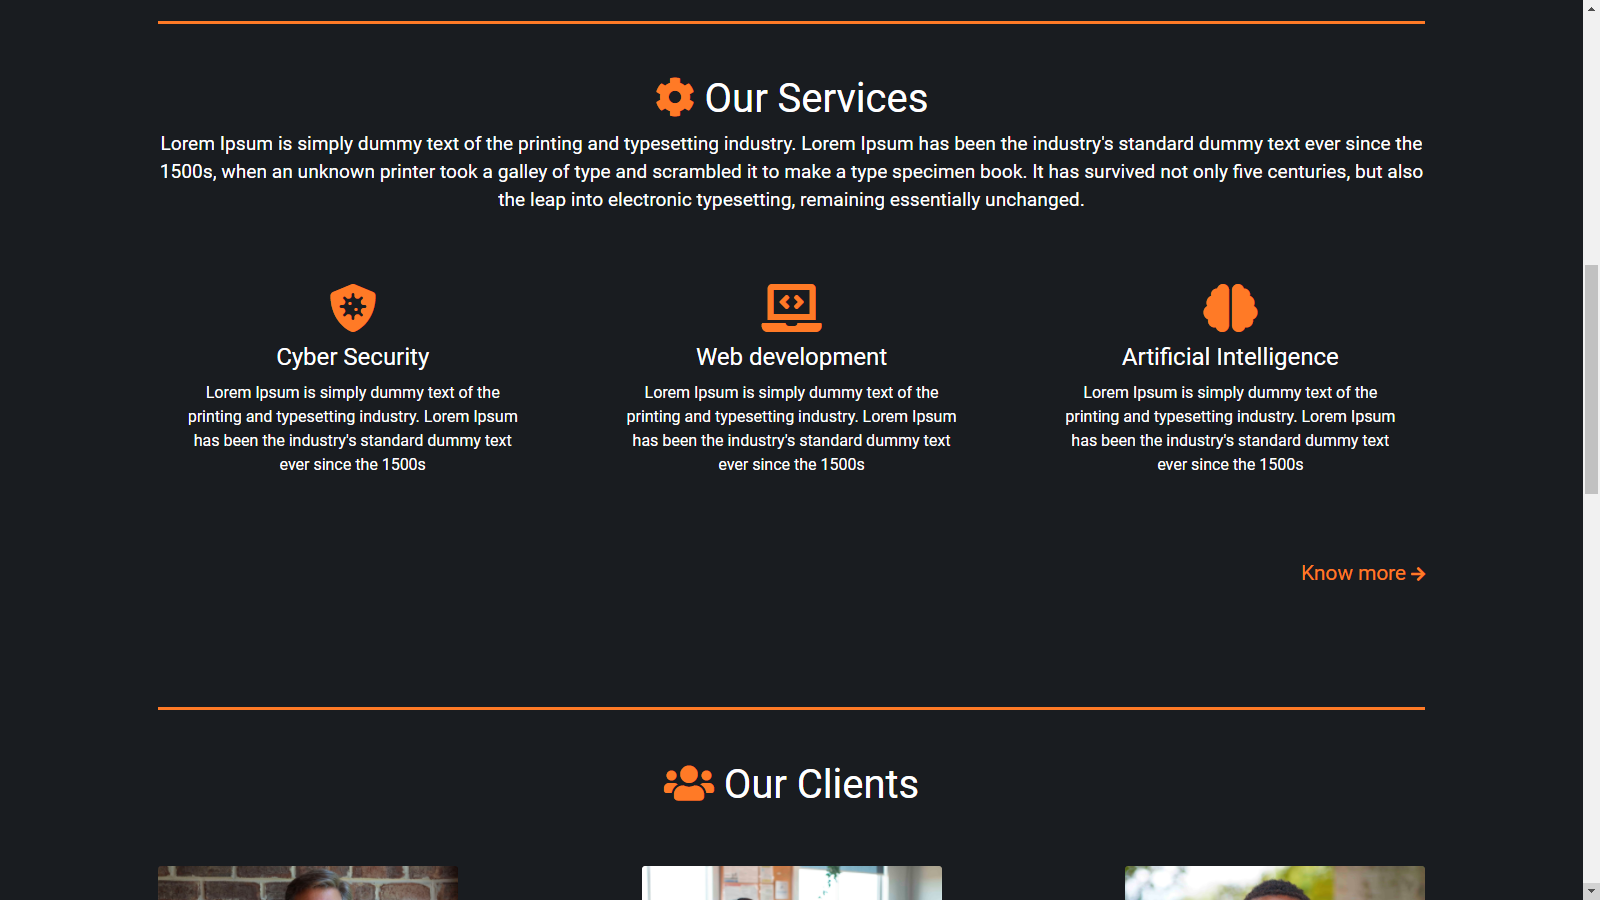 Our Services
Lorem Ipsum is simply dummy text of the printing and typesetting industry. Lorem Ipsum has been the industry's standard dummy text ever since the
1500s, when an unknown printer took a galley of type and scrambled it to make a type specimen book. It has survived not only five centuries, but also
the leap into electronic typesetting, remaining essentially unchanged.
Cyber Security
Lorem Ipsum is simply dummy text of the
printing and typesetting industry. Lorem Ipsum
has been the industry's standard dummy text
ever since the 1500s
Web development
Lorem Ipsum is simply dummy text of the
printing and typesetting industry. Lorem Ipsum
has been the industry's standard dummy text
ever since the 1500s
Artificial Intelligence
Lorem Ipsum is simply dummy text of the
printing and typesetting industry. Lorem Ipsum
has been the industry's standard dummy text
ever since the 1500s
Know more
Our Clients